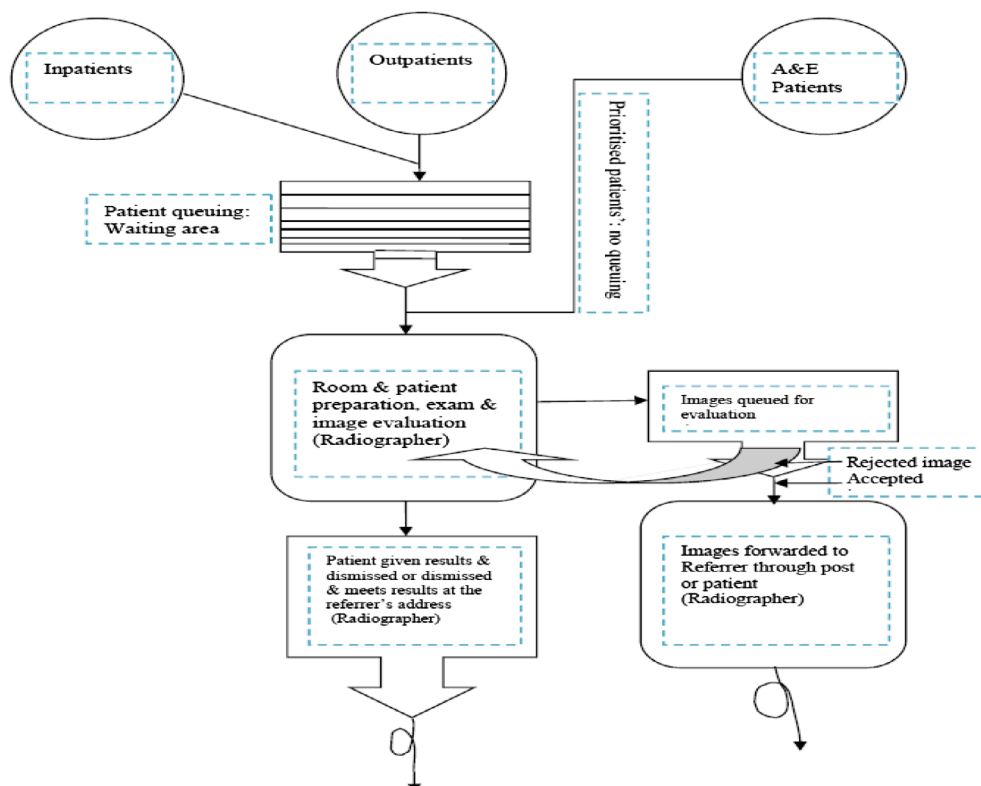 Inpatients
Outpatients
A&E
Patients
Prioritised patients': no queuing
Patient queuing:
Waiting area
Room & patient
preparation, exam &
image evaluation
(Radiographer)
Images queued for
evaluation
Rejected image
Accepted
Patient given results &
dismissed or dismissed
& meets results at the
referrer's address
(Radiographer)
Images forwarded to
Referrer through post
or patient
(Radiographer)